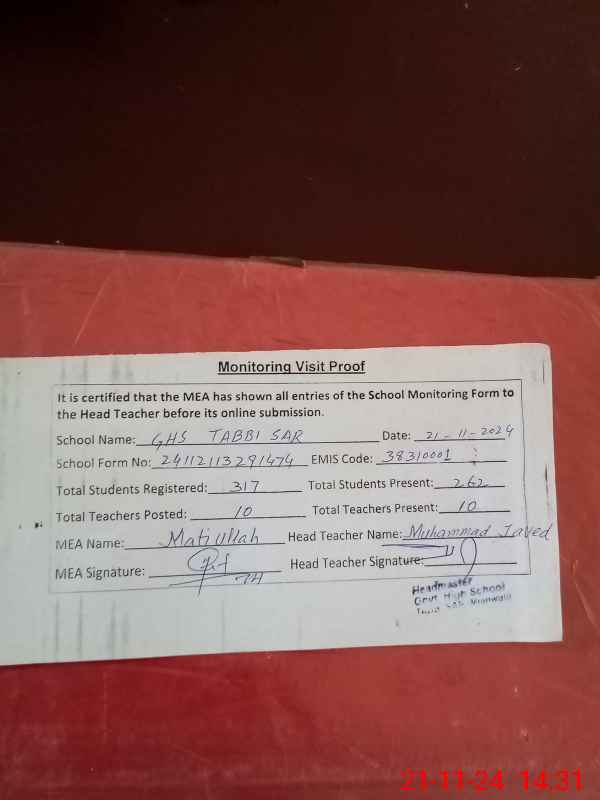 Monitoring Visit Proof
It is certified that the MEA has shown all entries of the School Monitoring Form to
the Head Teacher before its online submission.
School Name: GHS TABBI SAR Date: 21-11-2024
School Form No: 24112113291474 EMIS Code: 38310001
Total Students Registered: 317 Total Students Present: 262
Total Teachers Posted: 10 Total Teachers Present: 10
MEA Name: Matiullah Head Teacher Name: Muhammad Javed
MEA Signature: Head Teacher Signature:
Headmaster
Govt High School
Mianwali
21-11-24 14:31